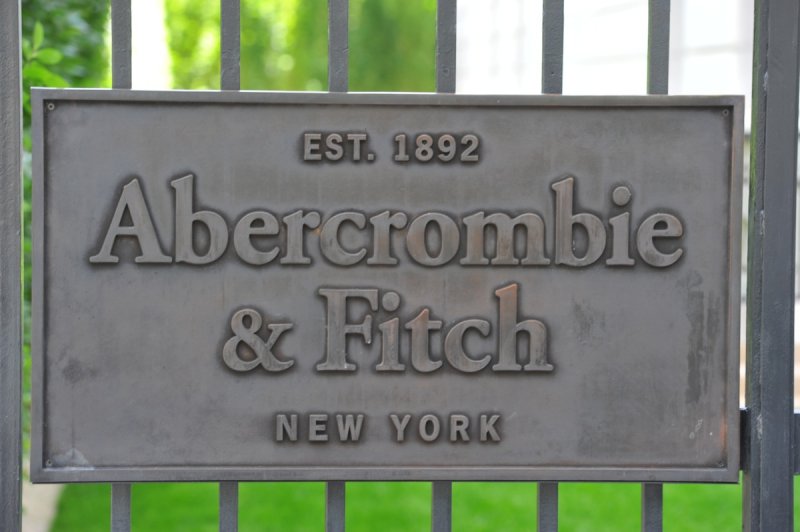 EST. 1892
Abercrombie
& Fitch
NEW YORK